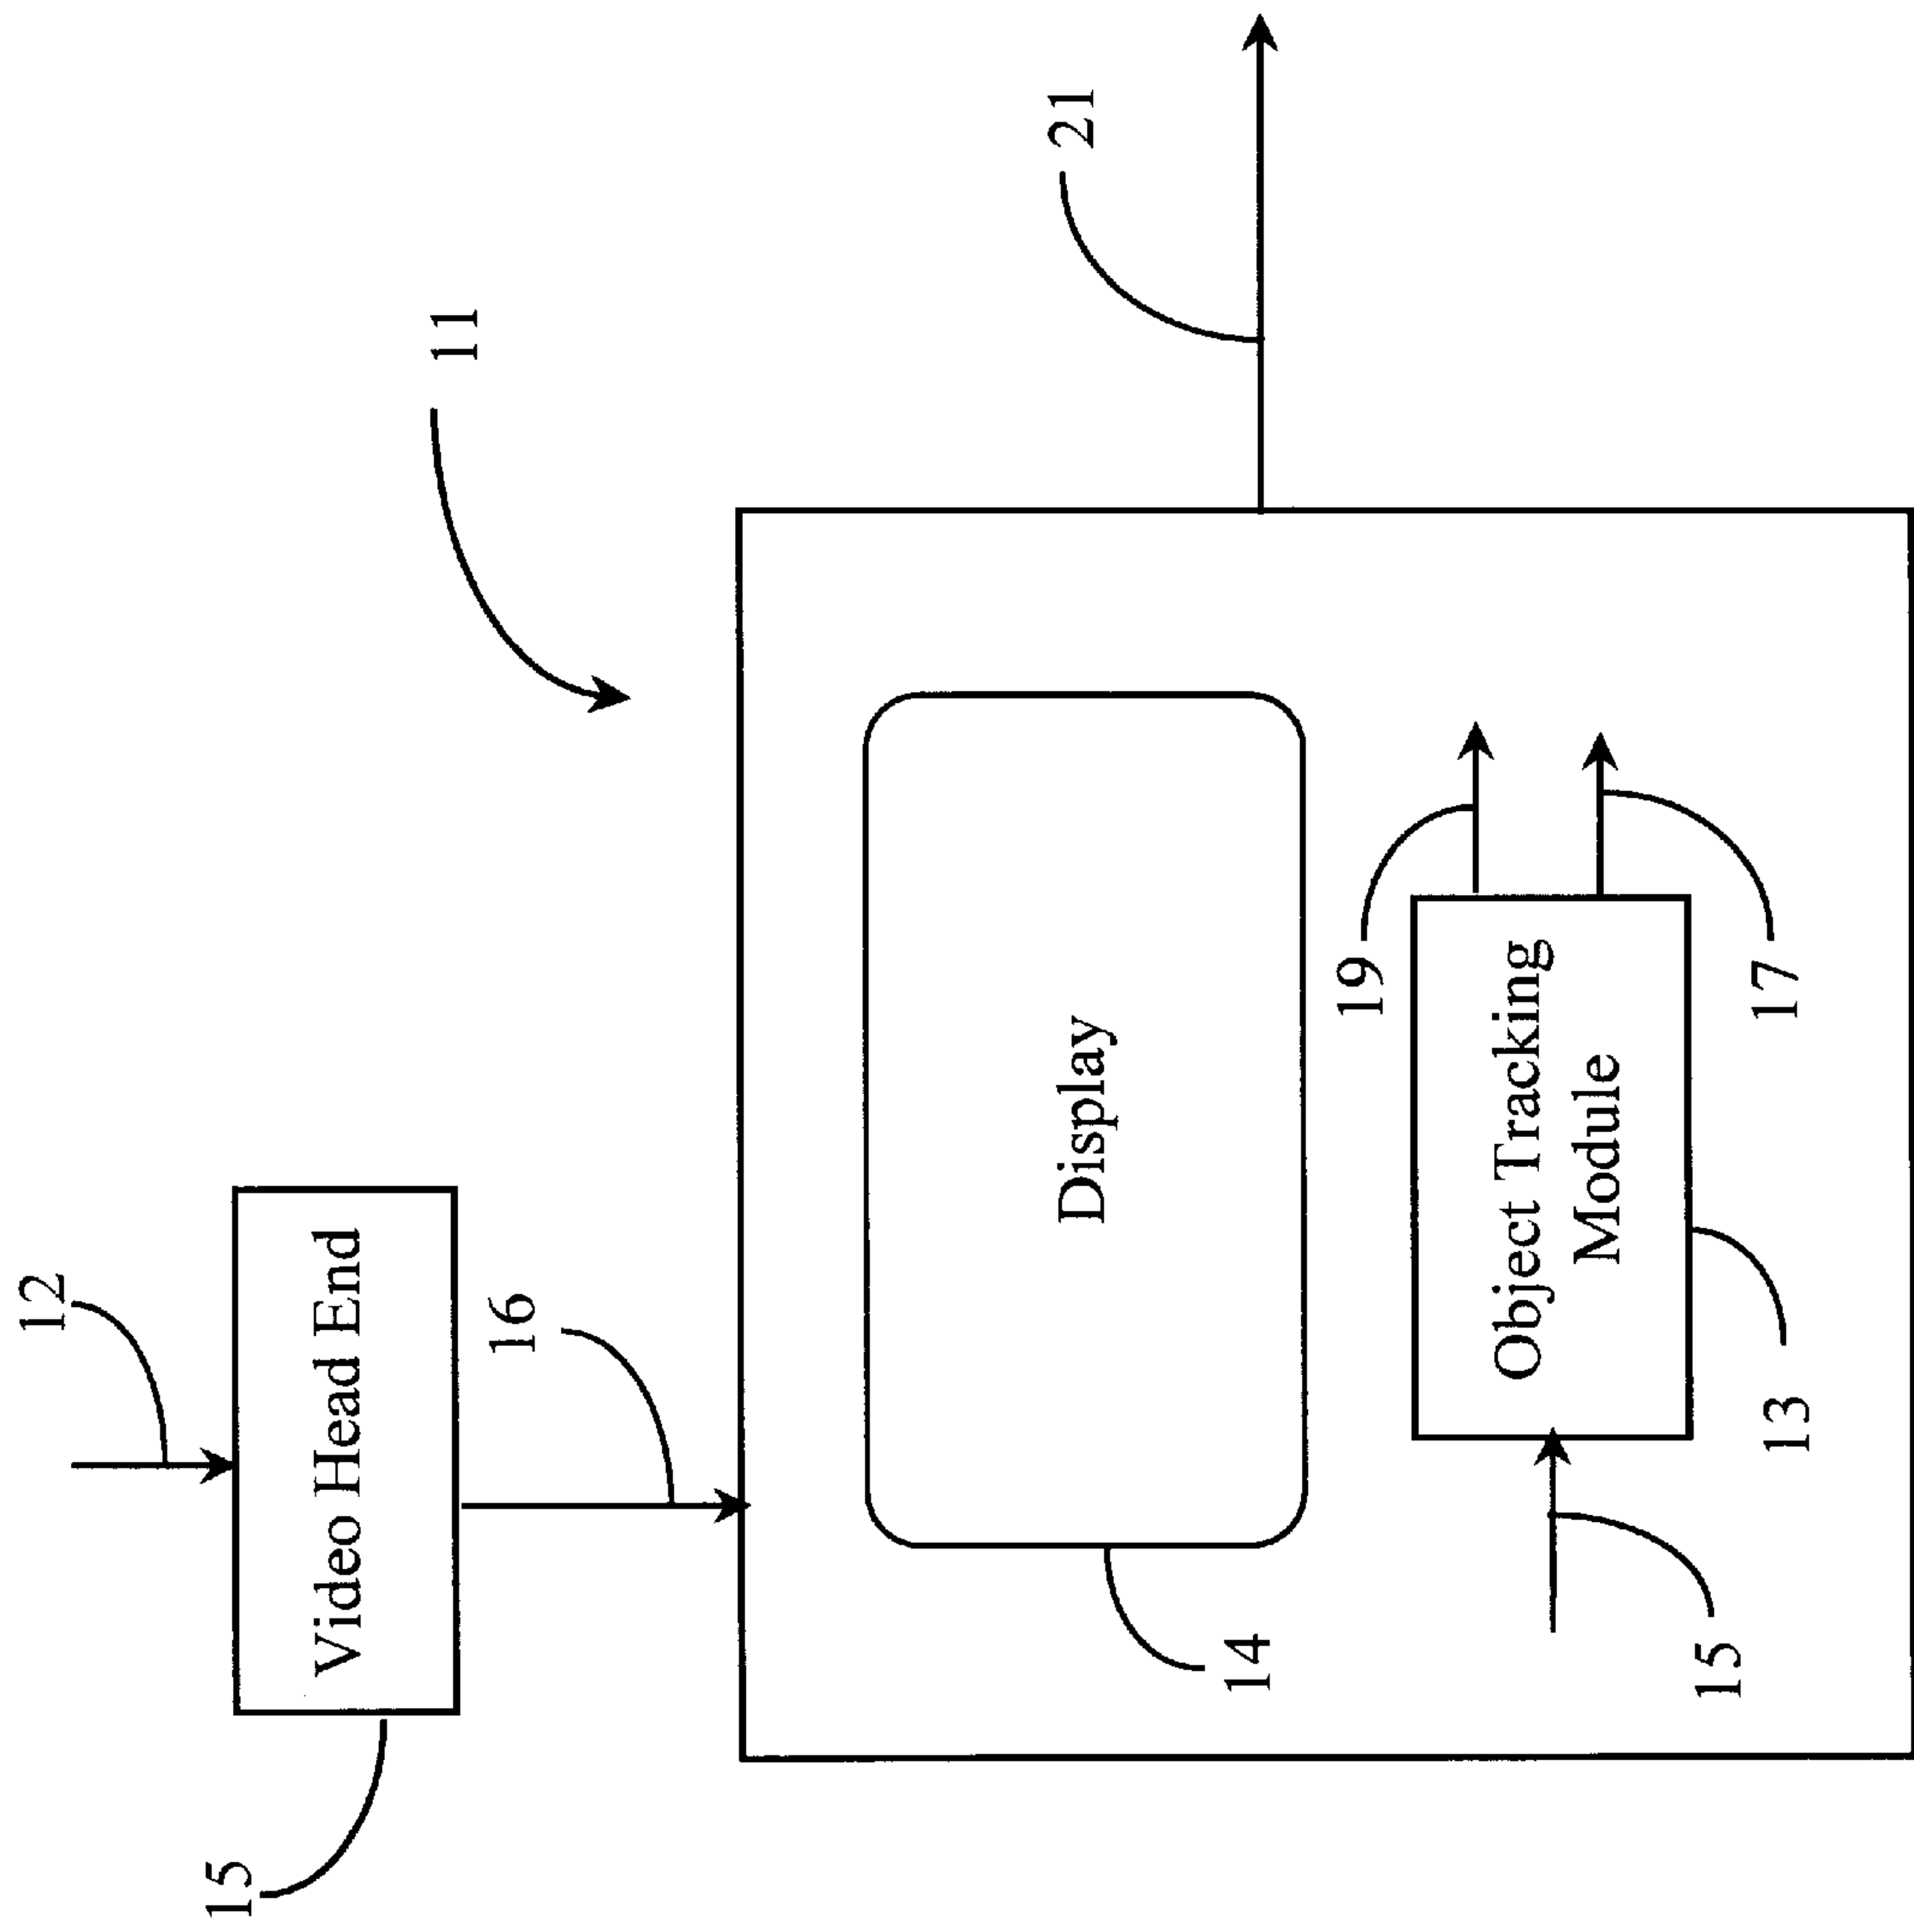 12
11
21
15
Video Head End
16
Display
14
19
Object Tracking
Module
17
15
13